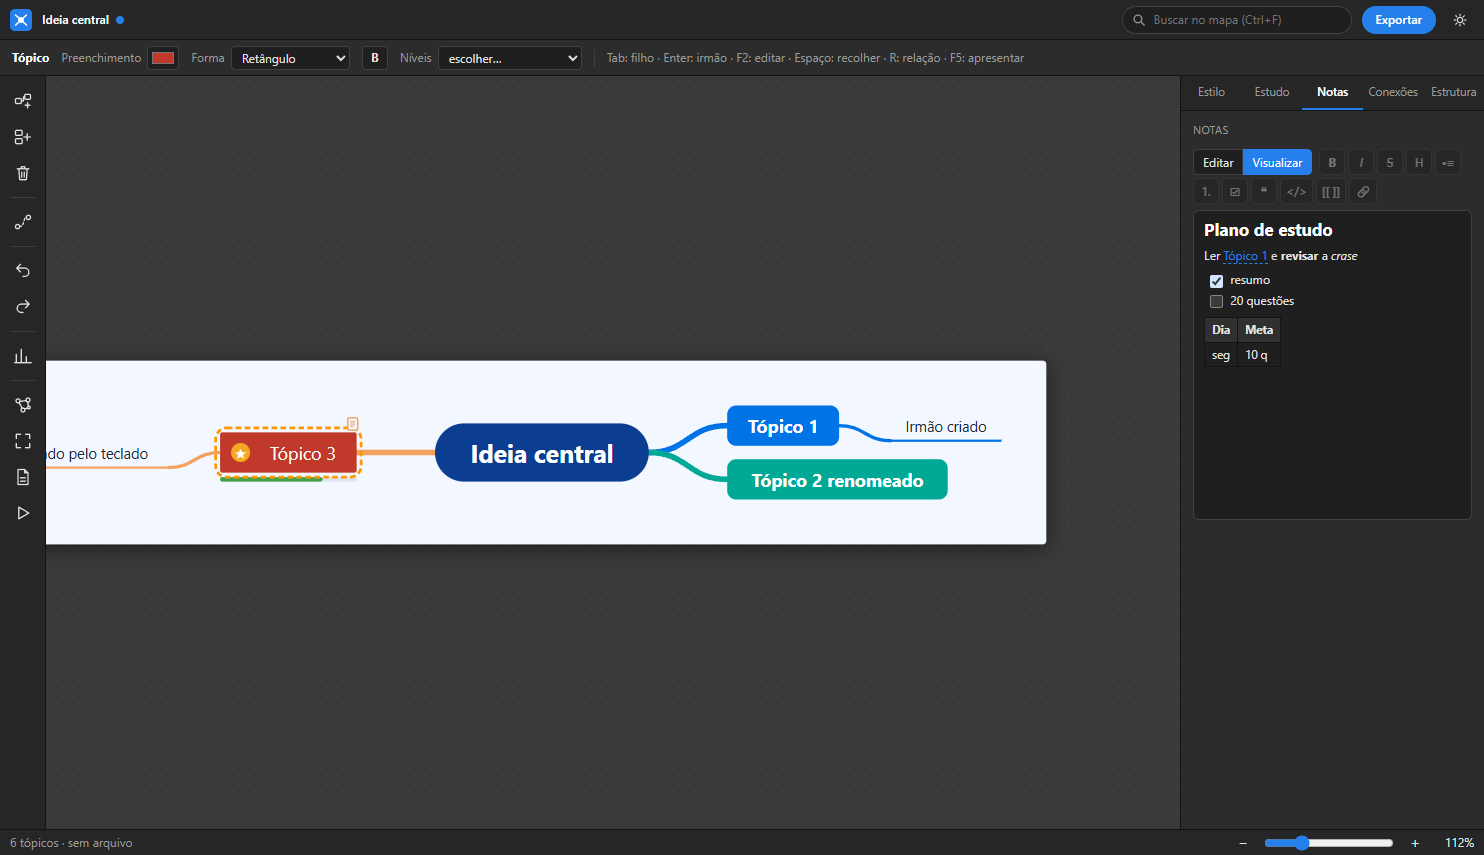 Ideia central
Buscar no mapa (Ctrl+F)
Exportar
Tópico
Preenchimento
Forma
Retângulo
B
Níveis
escolher...
Tab: filho · Enter: irmão · F2: editar · Espaço: recolher · R: relação · F5: apresentar
Estilo
Estudo
Notas
Conexões
Estrutura
NOTAS
Editar
Visualizar
B
I
S
H
1.
❝
</>
[[ ]]
Plano de estudo
Ler Tópico 1 e revisar a crase
resumo
20 questões
Dia Meta
seg 10 q
do pelo teclado
Tópico 3
Ideia central
Tópico 1
Irmão criado
Tópico 2 renomeado
6 tópicos · sem arquivo
−
+
112%